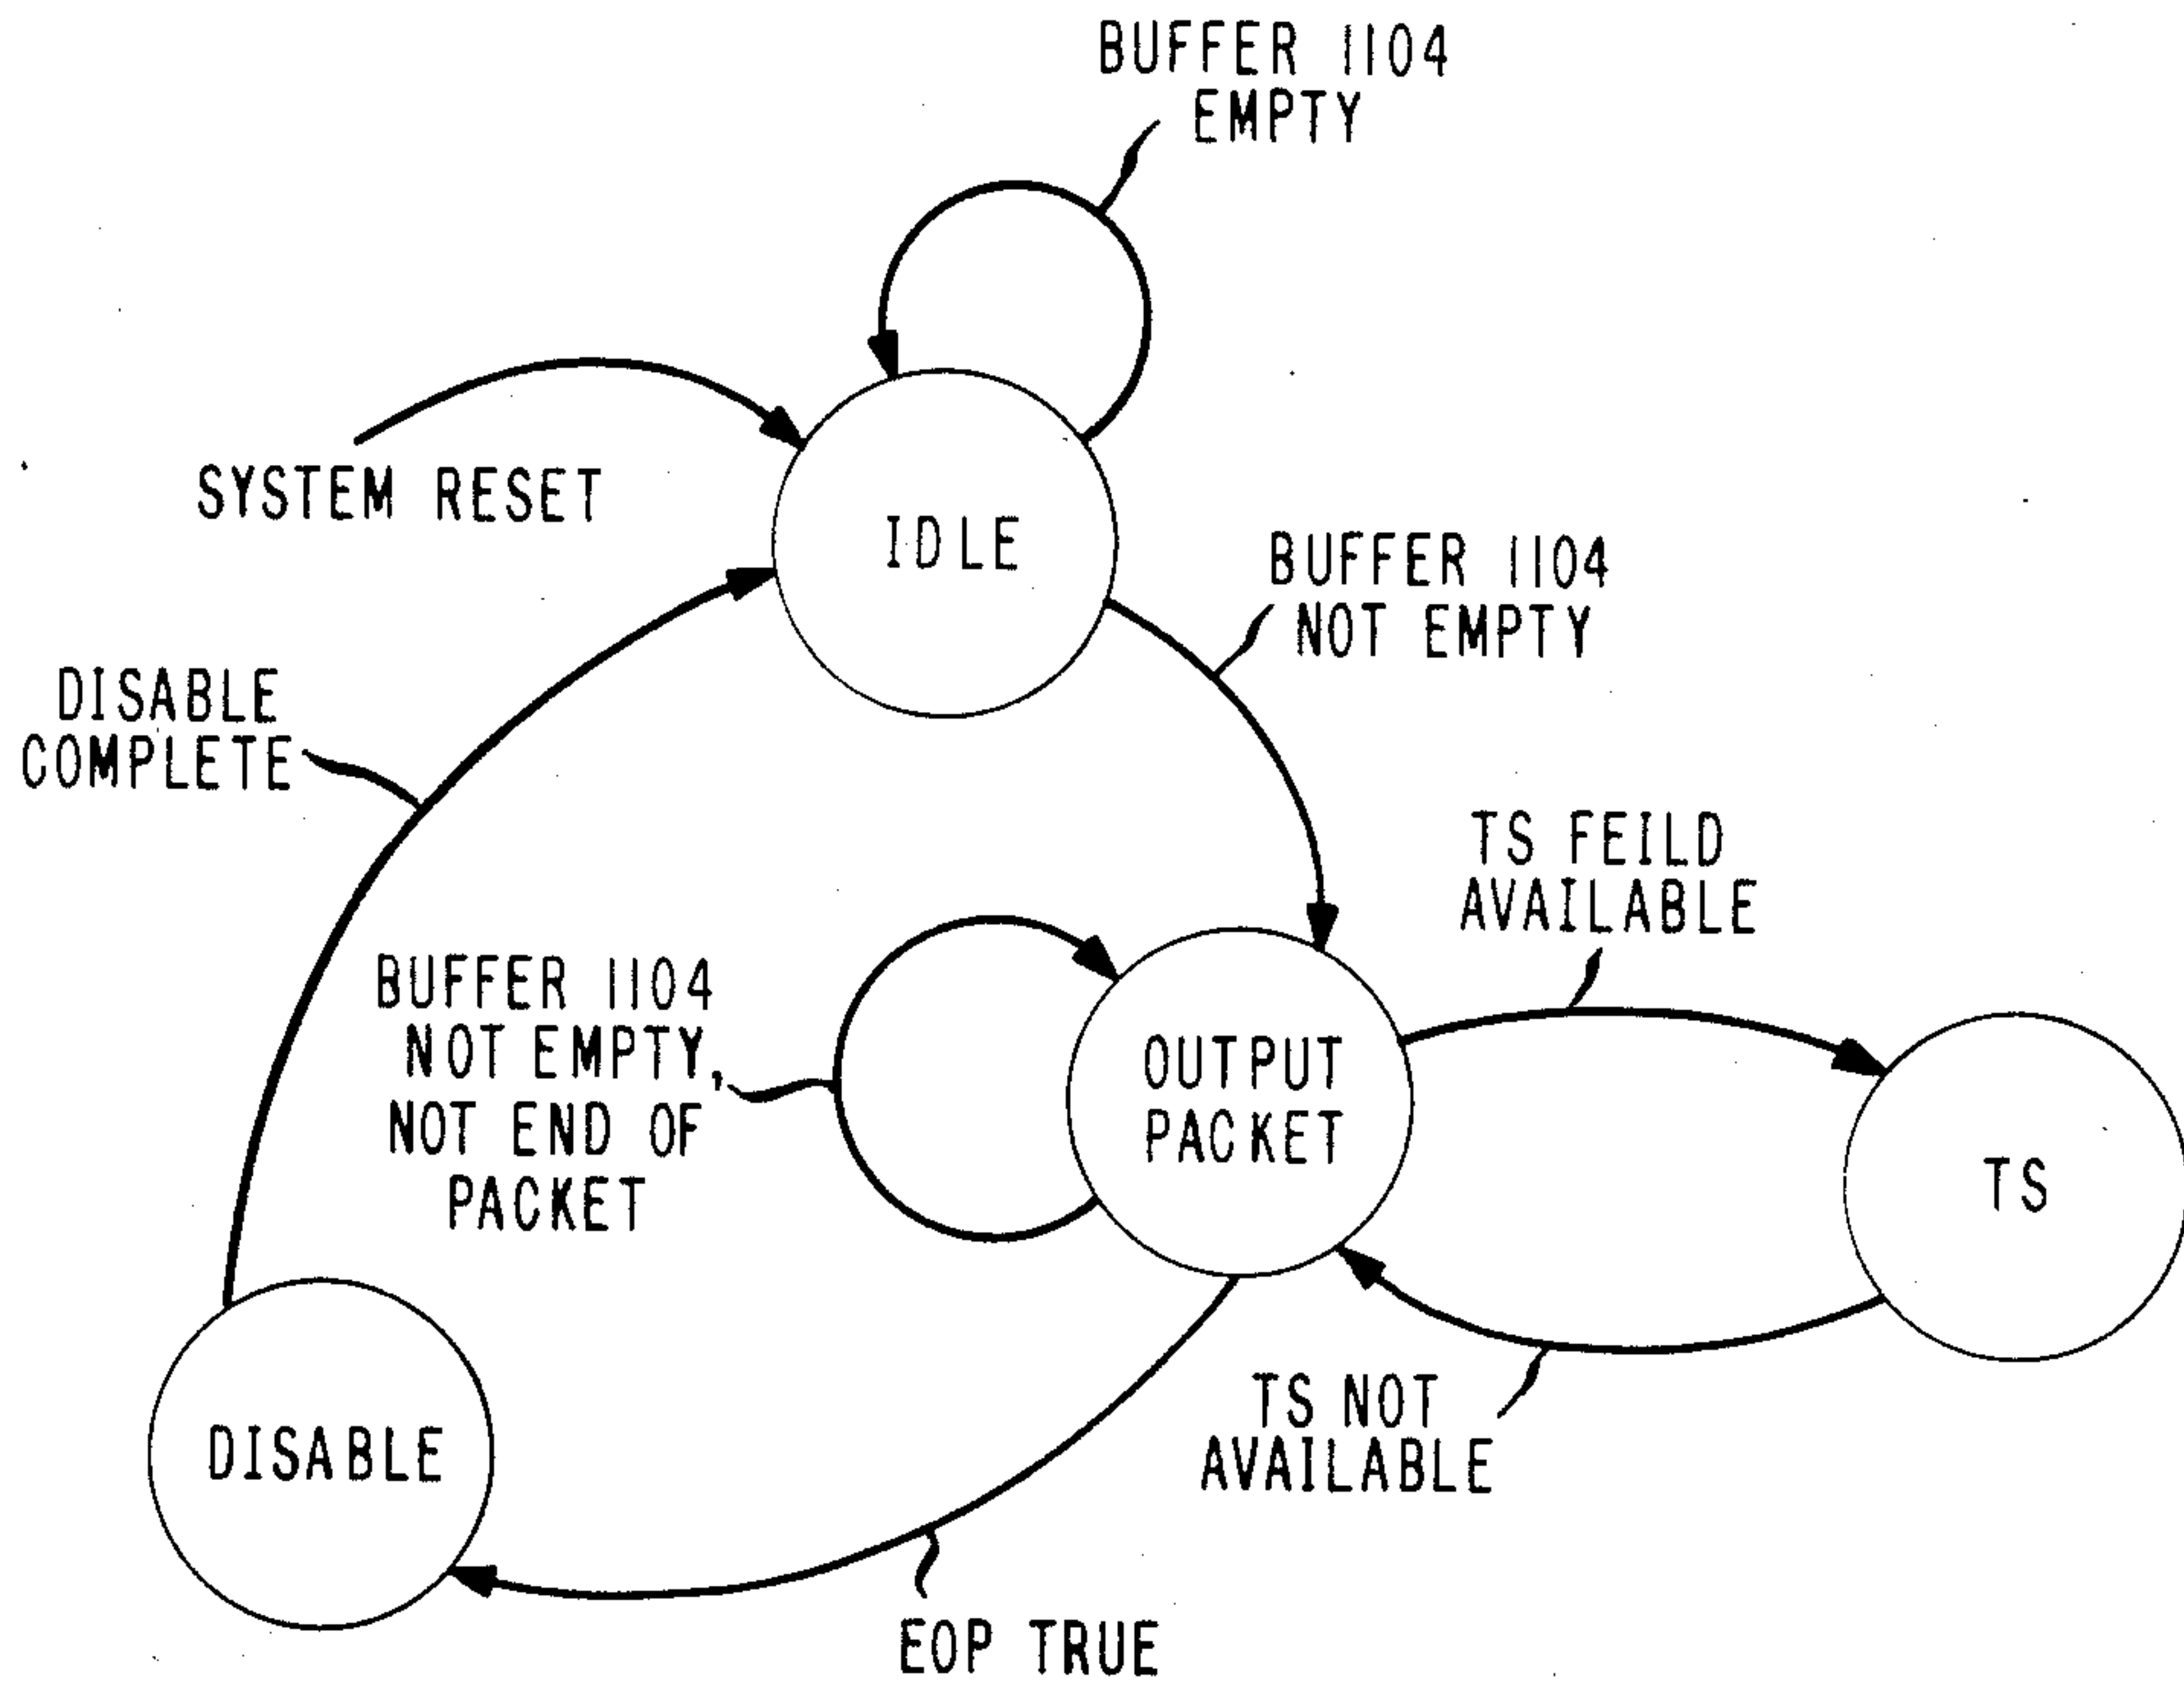 BUFFER 1104
EMPTY
SYSTEM RESET
IDLE
BUFFER 1104
NOT EMPTY
DISABLE
COMPLETE
TS FEILD
AVAILABLE
BUFFER 1104
NOT EMPTY,
NOT END OF
PACKET
OUTPUT
PACKET
TS
TS NOT
AVAILABLE
DISABLE
EOP TRUE